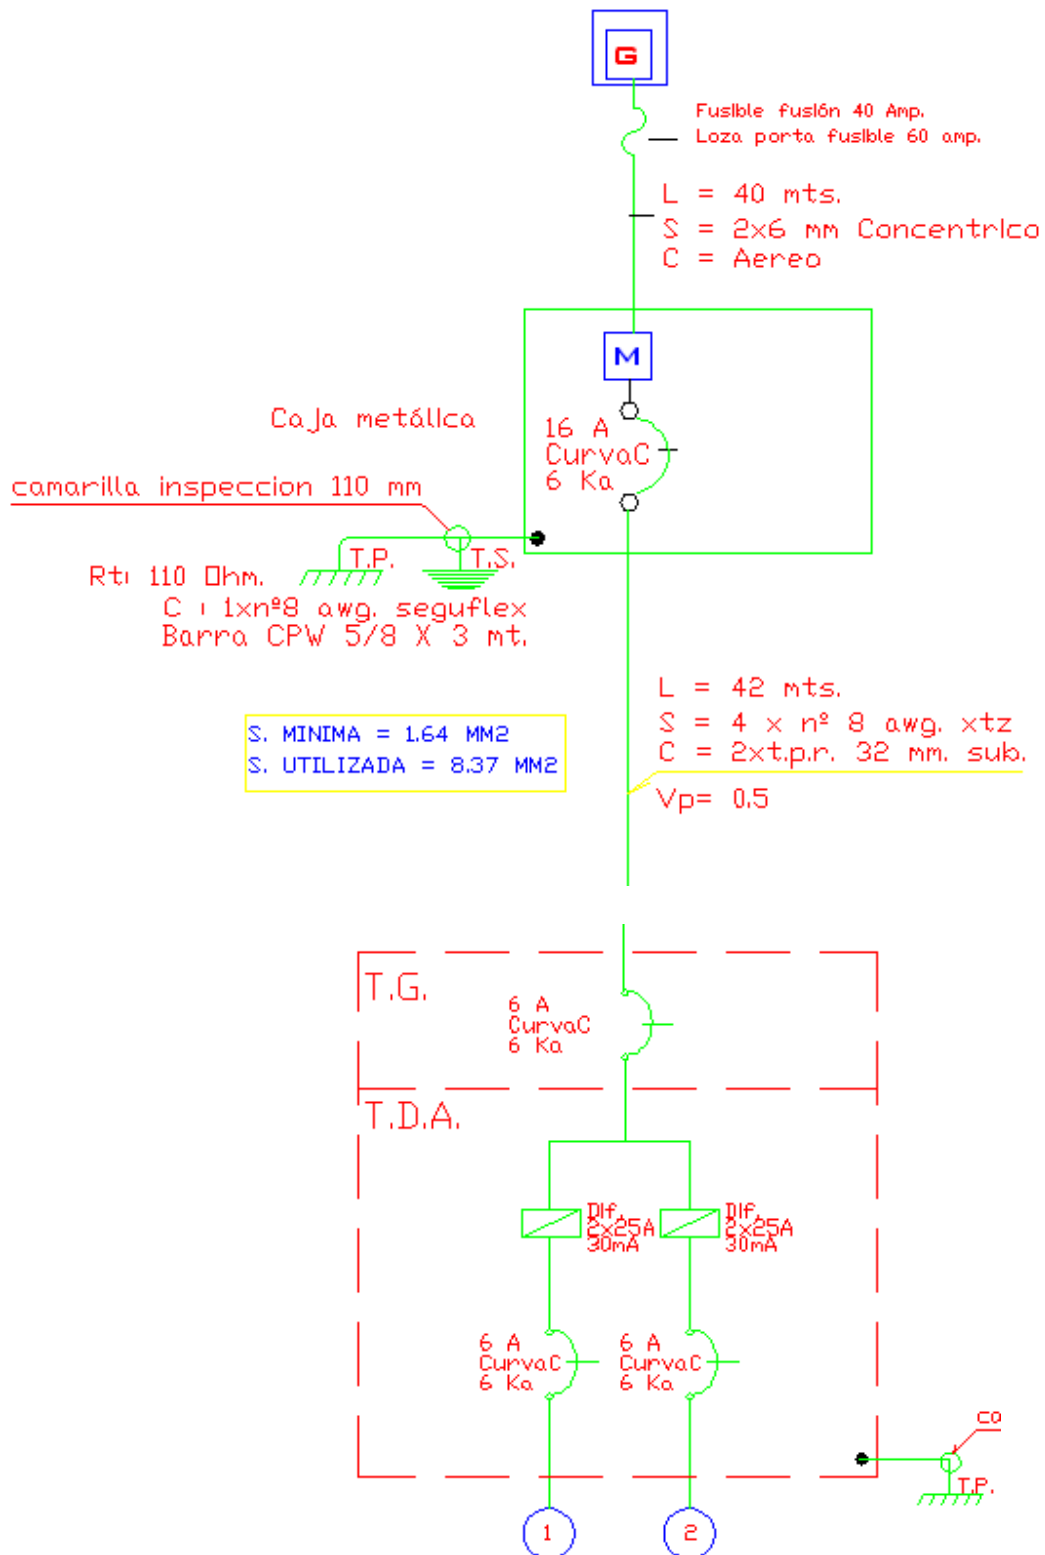 G
Fusible fusión 40 Amp.
Loza porta fusible 60 amp.
L = 40 mts.
S = 2x6 mm Concentrico
C = Aereo
M
Caja metálica
16 A
CurvaC
6 Ka
camarilla inspeccion 110 mm
T.P.
T.S.
Rt: 110 Ohm.
C : 1xnº8 awg. seguflex
Barra CPW 5/8 X 3 mt.
L = 42 mts.
S = 4 x nº 8 awg. xtz
C = 2xt.p.r. 32 mm. sub.
Vp= 0.5
S. MINIMA = 1.64 MM2
S. UTILIZADA = 8.37 MM2
T.G.
6 A
CurvaC
6 Ka
T.D.A.
Dif.
2x25A
30mA
Dif.
2x25A
30mA
6 A
CurvaC
6 Ka
6 A
CurvaC
6 Ka
co
T.P.
1
2